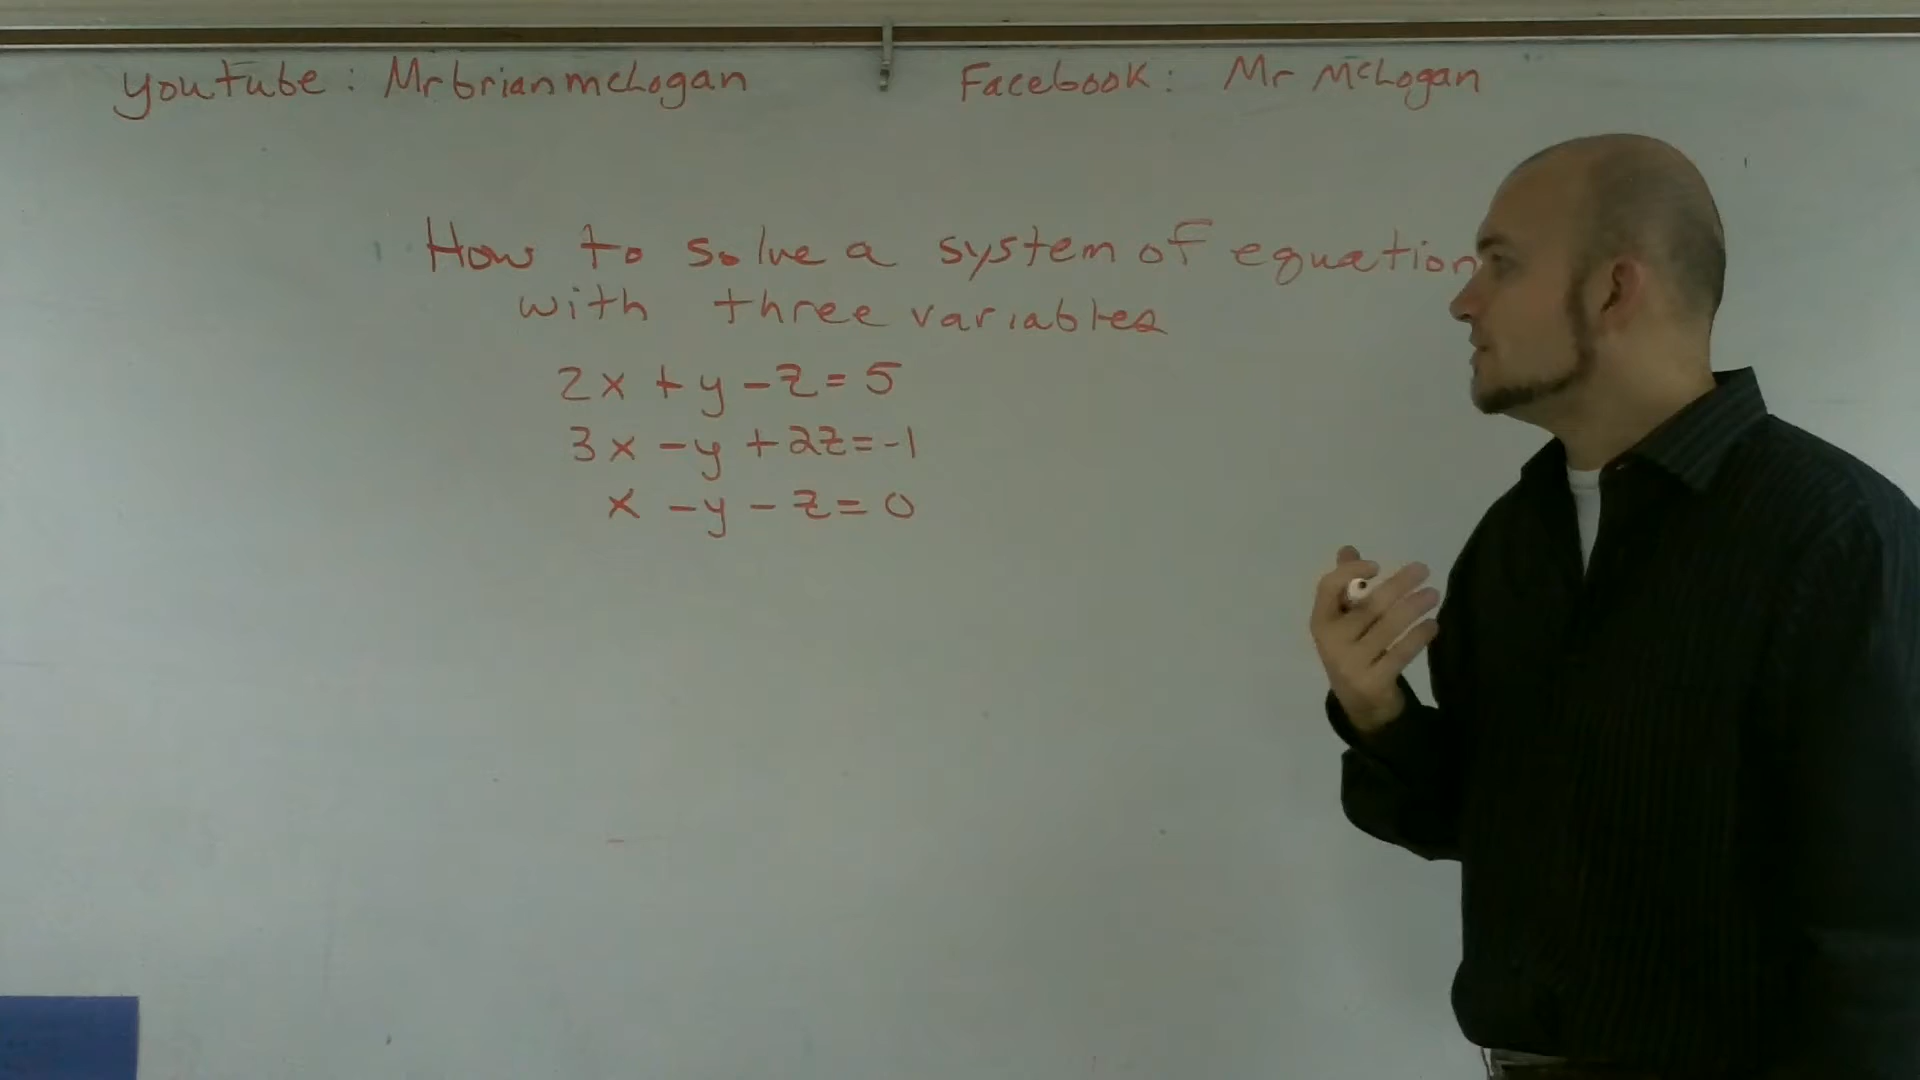 youtube: Mrbrianmclogan Facebook: Mr McLogan
How to solve a system of equation
with three variables
2x + y - z = 5
3x - y + 2z = -1
x - y - z = 0